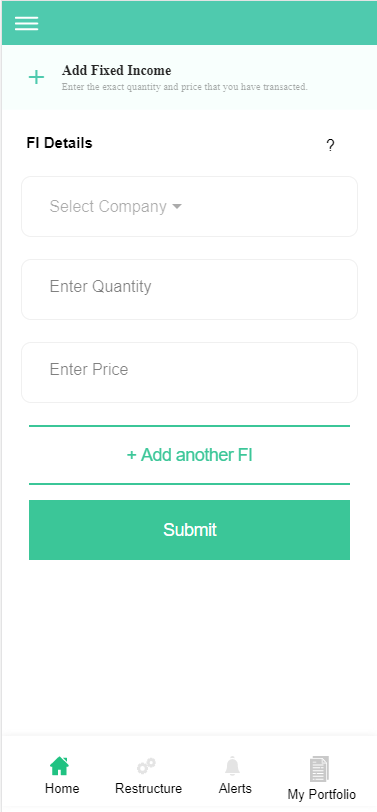 Add Fixed Income
Enter the exact quantity and price that you have transacted.
FI Details
?
Select Company
Enter Quantity
Enter Price
+ Add another FI
Submit
Home
Restructure
Alerts
My Portfolio